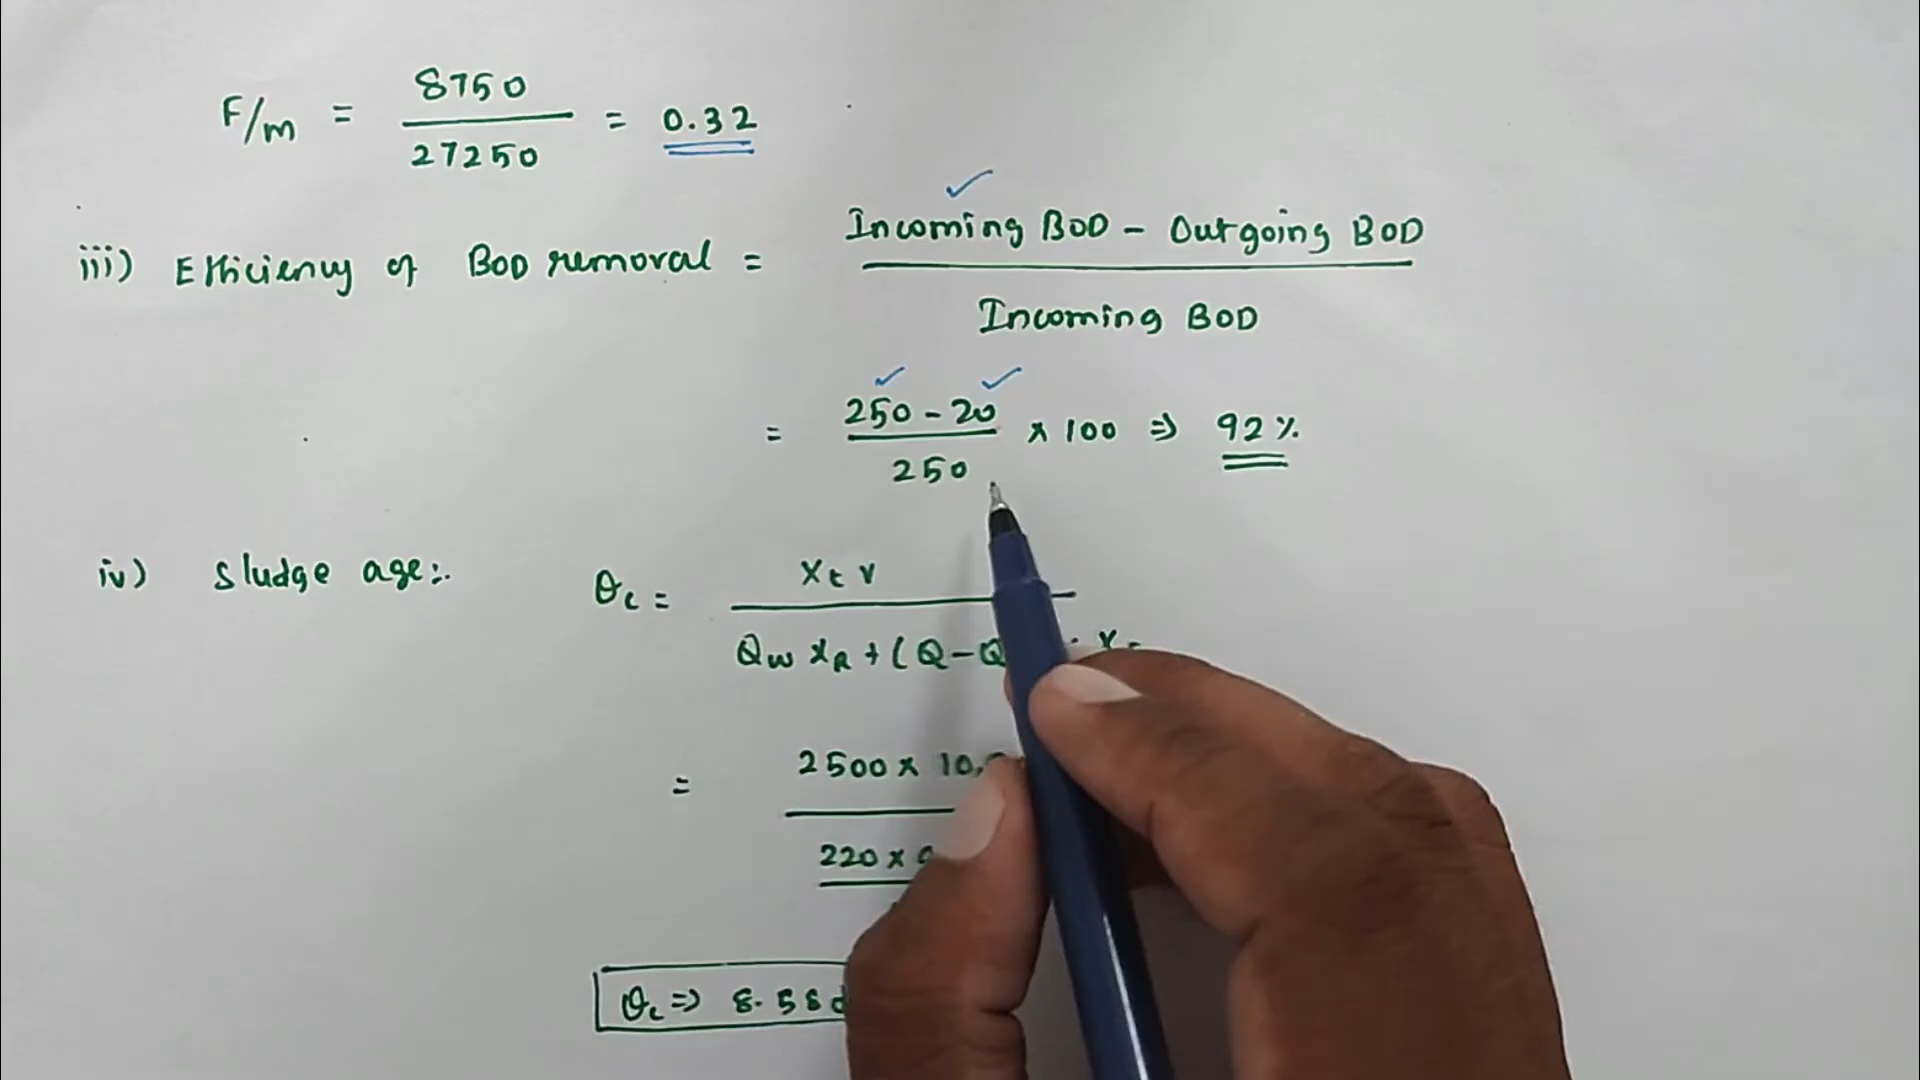 F/m = 8750 / 27250 = 0.32
iii) Efficiency of BOD removal = Incoming BOD - Outgoing BOD / Incoming BOD
= 250 - 20 / 250 x 100 ⇒ 92 %
iv) Sludge age:. θc = Xt V / Qw XR + (Q - Q
= 2500 x 10, / 220 x 9
θc ⇒ 8.58 d